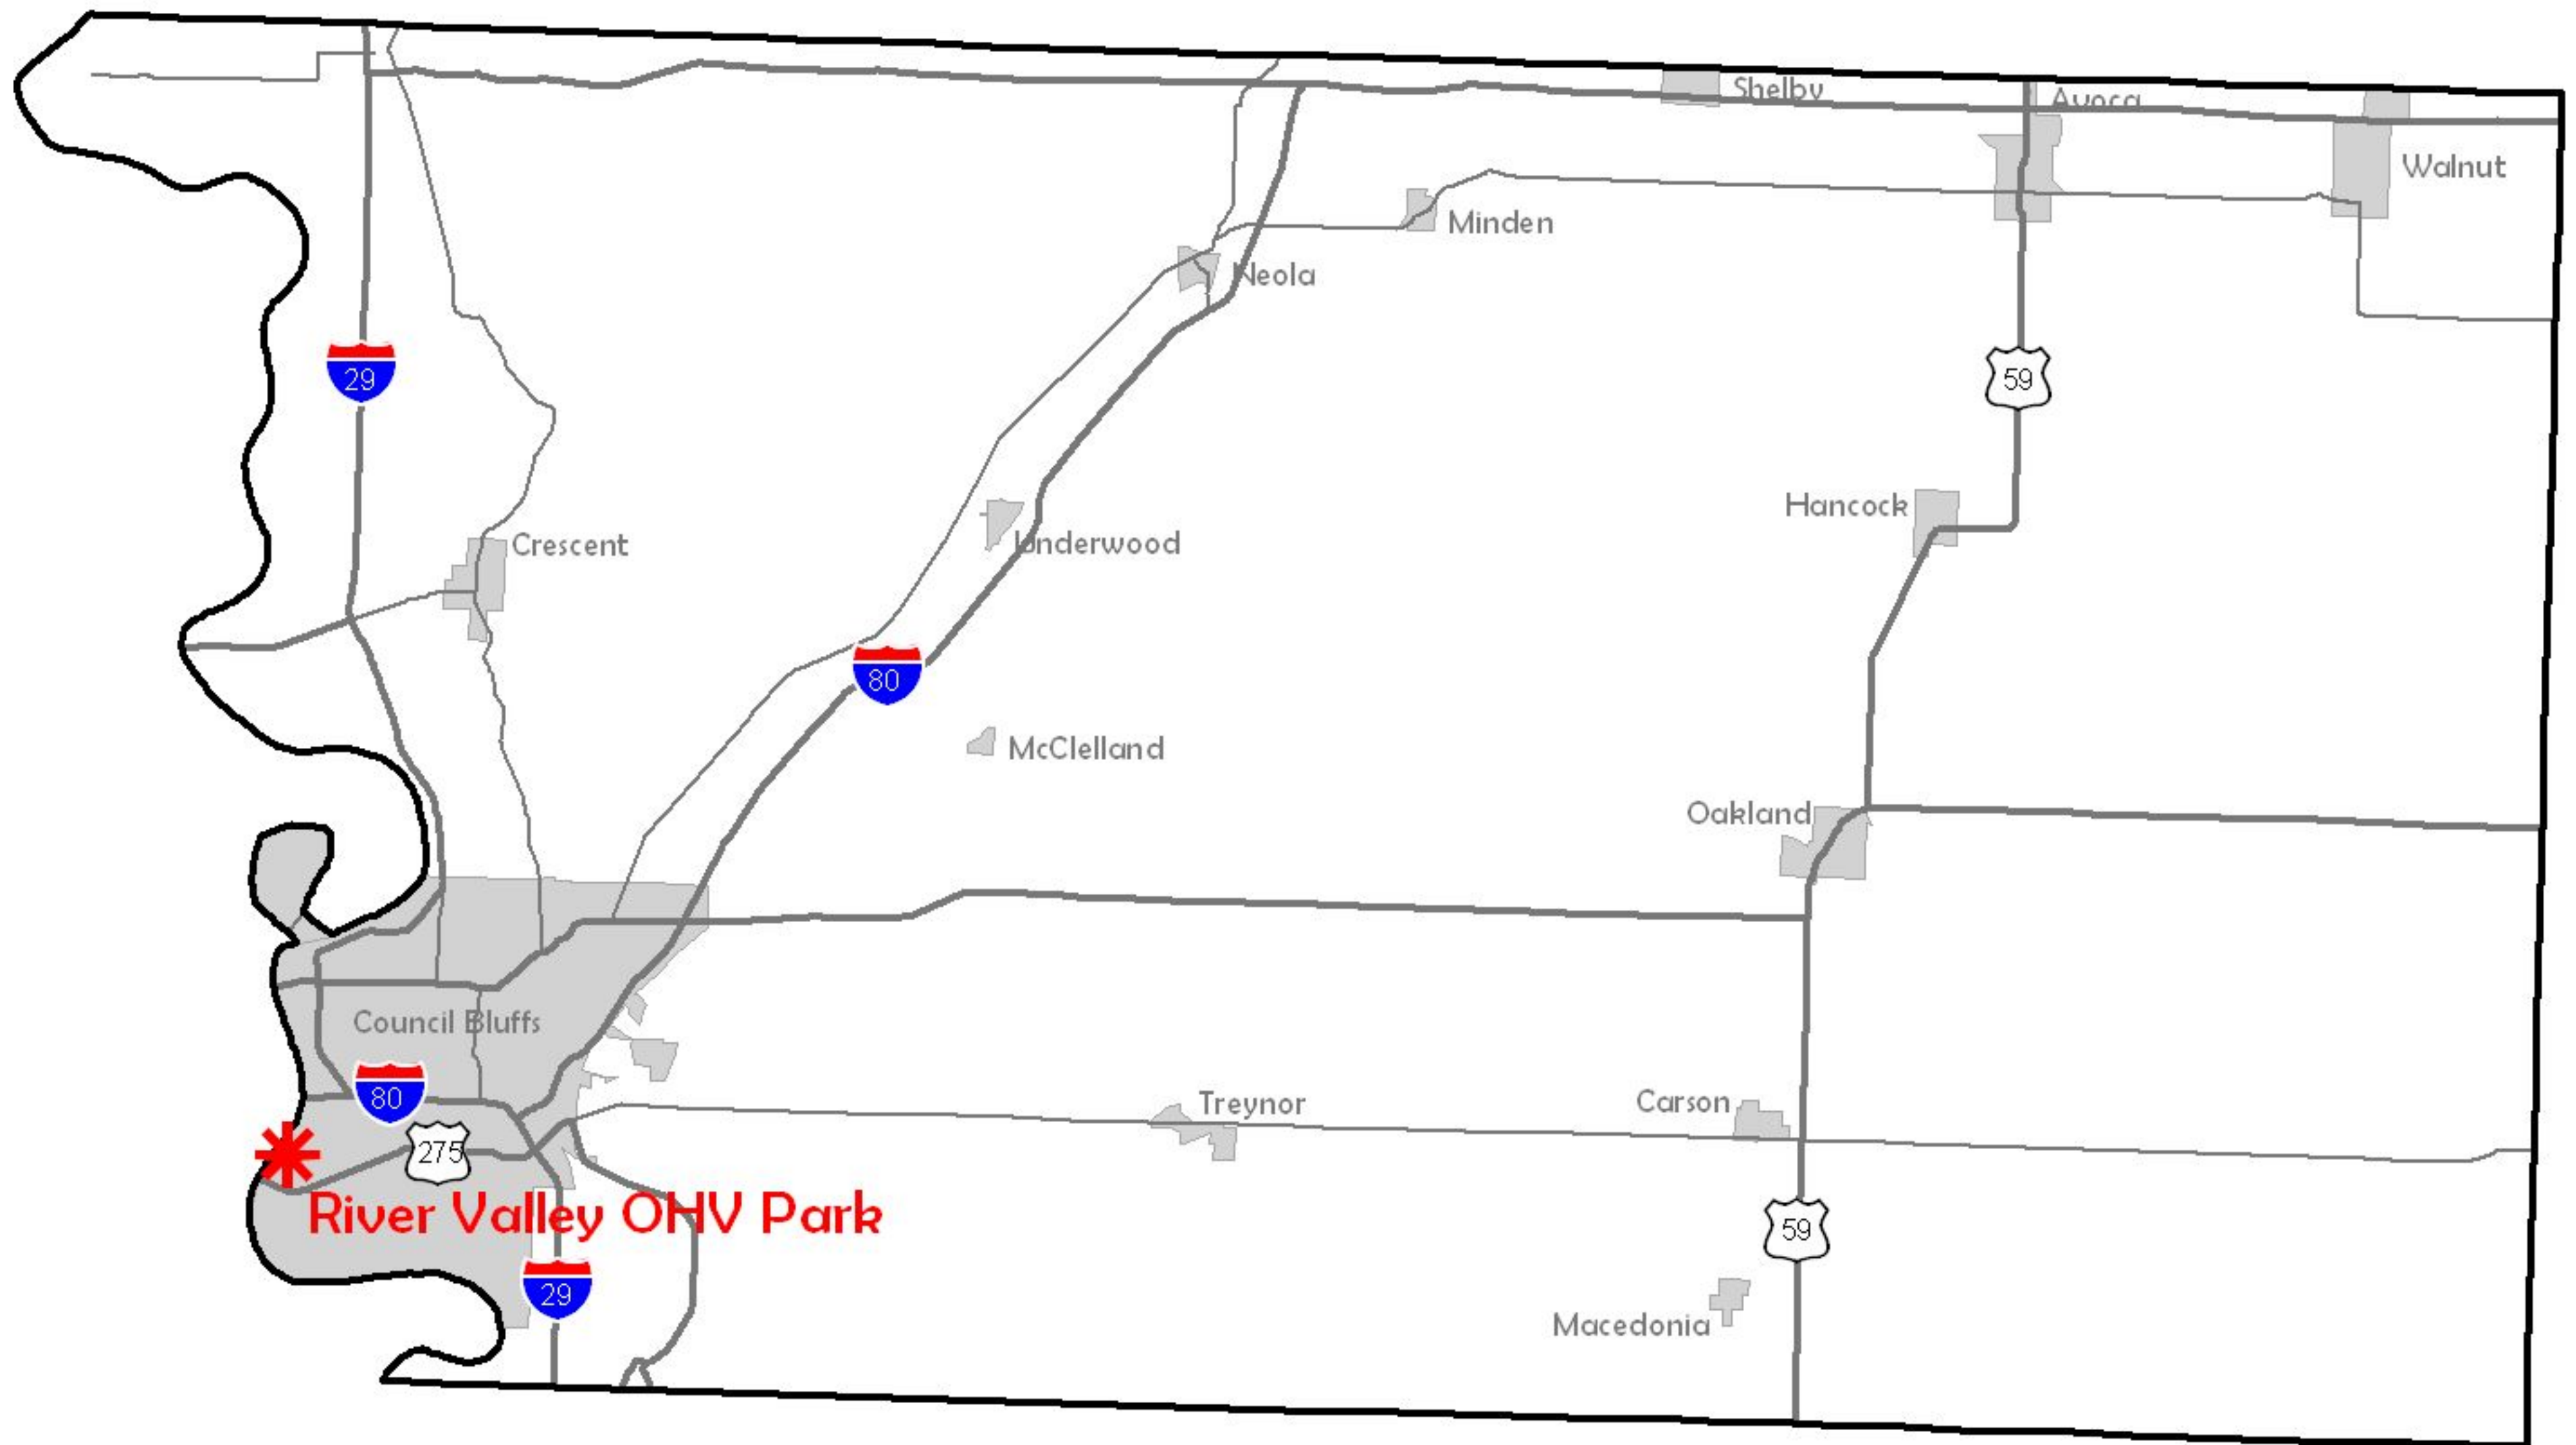 Shelby
Avoca
Walnut
Minden
Neola
29
59
Hancock
Crescent
Underwood
80
McClelland
Oakland
Council Bluffs
80
Treynor
Carson
275
River Valley OHV Park
59
29
Macedonia